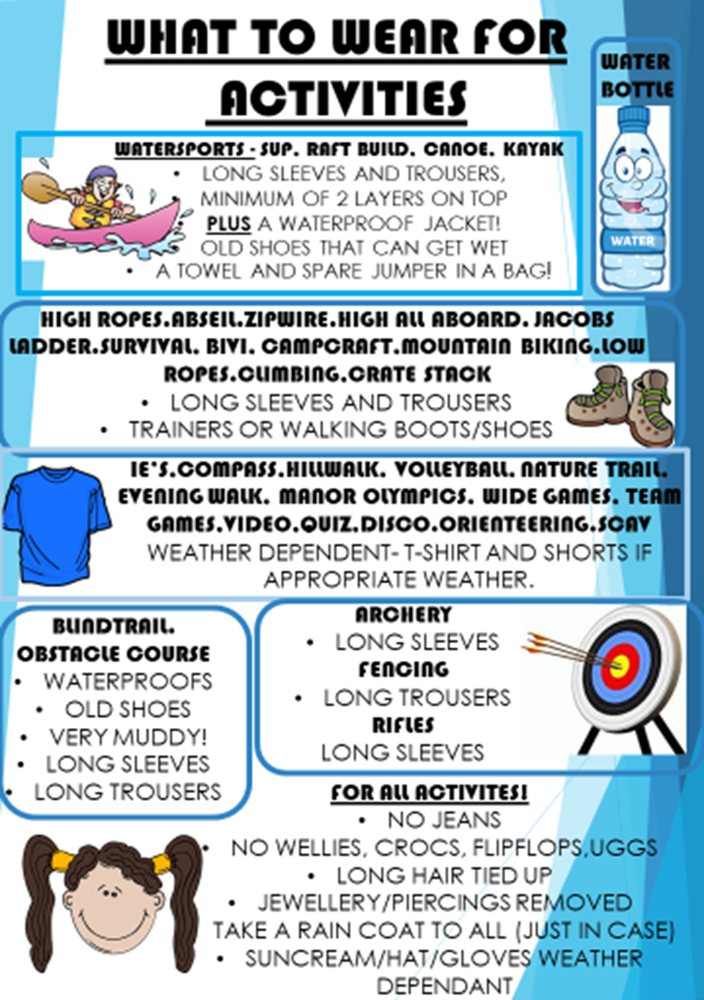 WHAT TO WEAR FOR
ACTIVITIES
WATER
BOTTLE
WATER
WATERSPORTS - SUP. RAFT BUILD. CANOE. KAYAK
• LONG SLEEVES AND TROUSERS,
• MINIMUM OF 2 LAYERS ON TOP
PLUS A WATERPROOF JACKET!
• OLD SHOES THAT CAN GET WET
• A TOWEL AND SPARE JUMPER IN A BAG!
HIGH ROPES.ABSEIL.ZIPWIRE.HIGH ALL ABOARD. JACOBS
LADDER.SURVIVAL. BIVI. CAMPCRAFT.MOUNTAIN BIKING.LOW
ROPES.CLIMBING.CRATE STACK
• LONG SLEEVES AND TROUSERS
• TRAINERS OR WALKING BOOTS/SHOES
IE'S.COMPASS.HILLWALK. VOLLEYBALL. NATURE TRAIL.
EVENING WALK. MANOR OLYMPICS. WIDE GAMES. TEAM
GAMES.VIDEO.QUIZ.DISCO.ORIENTEERING.SCAV
WEATHER DEPENDENT- T-SHIRT AND SHORTS IF
APPROPRIATE WEATHER.
BLINDTRAIL.
OBSTACLE COURSE
• WATERPROOFS
• OLD SHOES
• VERY MUDDY!
• LONG SLEEVES
• LONG TROUSERS
ARCHERY
• LONG SLEEVES
FENCING
• LONG TROUSERS
RIFLES
LONG SLEEVES
FOR ALL ACTIVITES!
• NO JEANS
• NO WELLIES, CROCS, FLIPFLOPS,UGGS
• LONG HAIR TIED UP
• JEWELLERY/PIERCINGS REMOVED
TAKE A RAIN COAT TO ALL (JUST IN CASE)
• SUNCREAM/HAT/GLOVES WEATHER
DEPENDANT